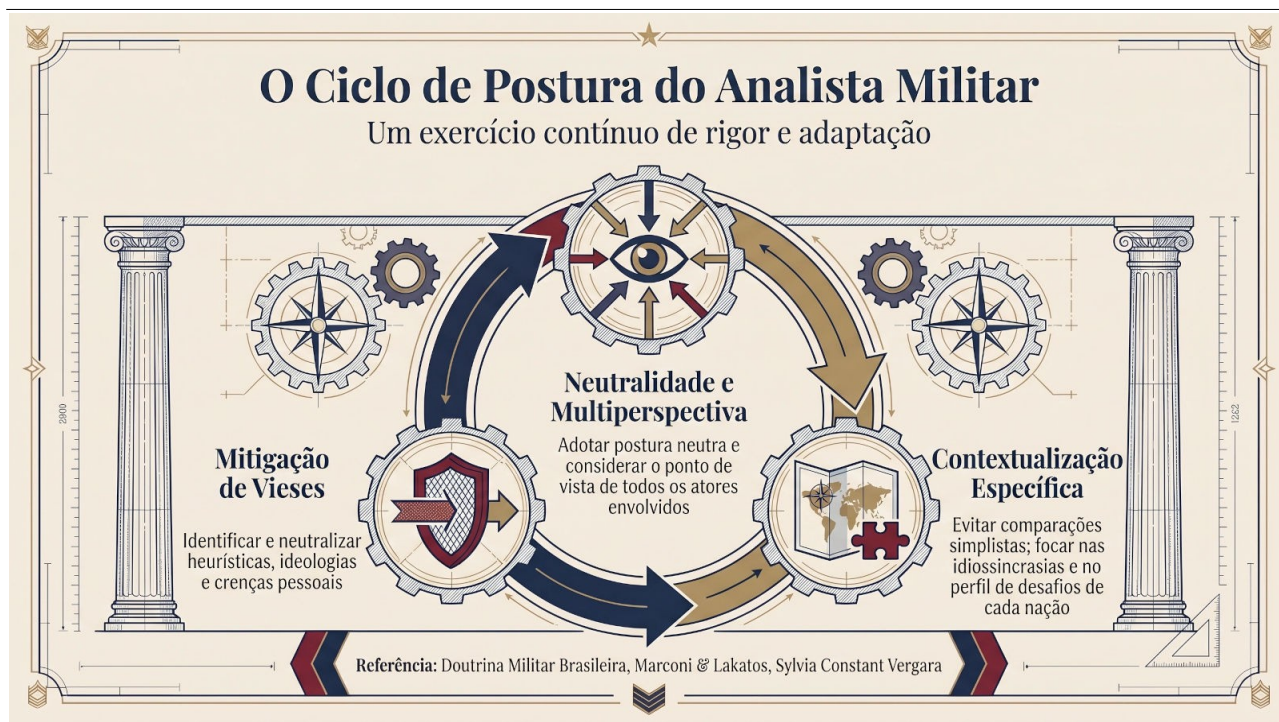 O Ciclo de Postura do Analista Militar
Um exercício contínuo de rigor e adaptação
Neutralidade e
Multiperspectiva
Adotar postura neutra e
considerar o ponto de
vista de todos os atores
envolvidos
Mitigação
de Vieses
Identificar e neutralizar
heurísticas, ideologias
e crenças pessoais
Contextualização
Específica
Evitar comparações
simplistas; focar nas
idiossincrasias e no
perfil de desafios de
cada nação
2900
1262
Referência: Doutrina Militar Brasileira, Marconi & Lakatos, Sylvia Constant Vergara